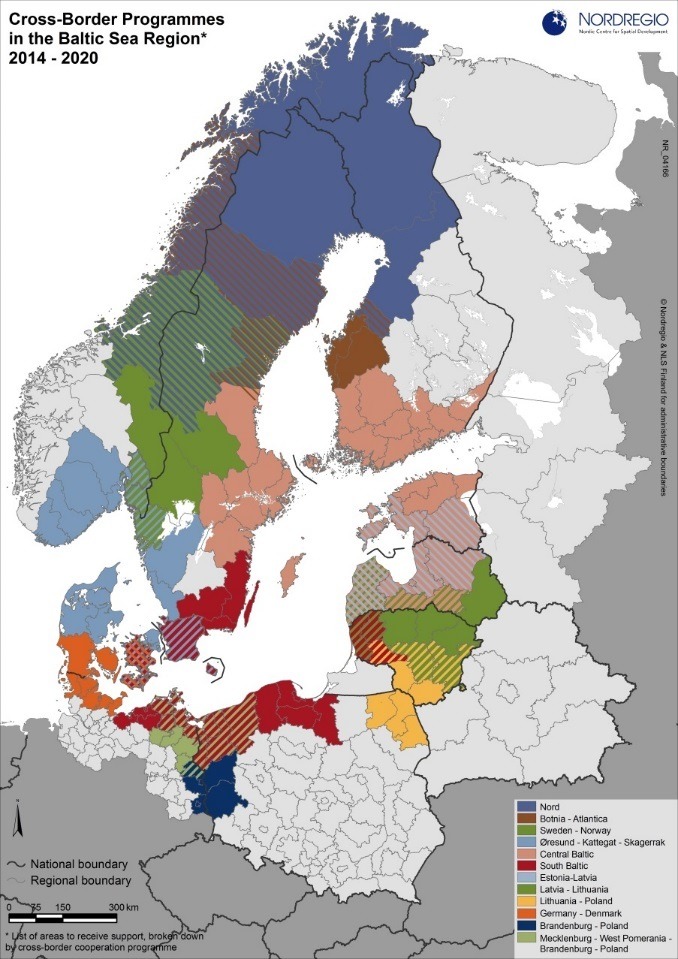 Cross-Border Programmes
in the Baltic Sea Region*
2014 - 2020
NORDREGIO
Nordic Centre for Spatial Development
NR_04166
© Nordregio & NLS Finland for administrative boundaries
National boundary
Regional boundary
0 75 150 300 km
* List of areas to receive support, broken down
by cross-border cooperation programme
Nord
Botnia - Atlantica
Sweden - Norway
Øresund - Kattegat - Skagerrak
Central Baltic
South Baltic
Estonia-Latvia
Latvia - Lithuania
Lithuania - Poland
Germany - Denmark
Brandenburg - Poland
Mecklenburg - West Pomerania -
Brandenburg - Poland